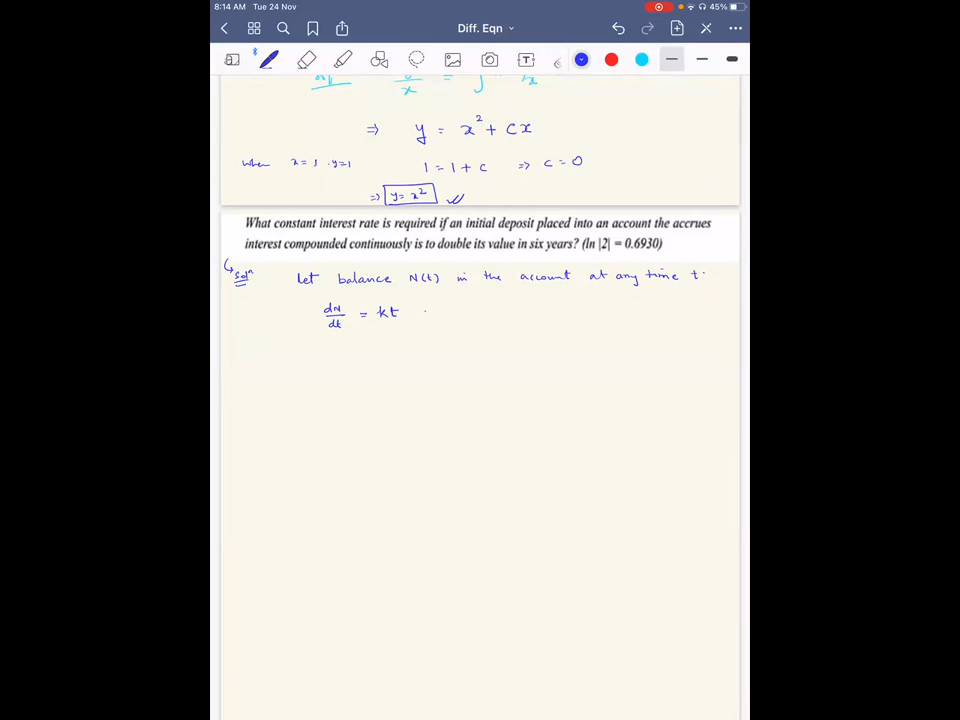 8:14 AM Tue 24 Nov 45%
Diff. Eqn
⇒ y = x² + cx
when x = 1 . y = 1 1 = 1 + c ⇒ c = 0
⇒ y = x²
What constant interest rate is required if an initial deposit placed into an account the accrues
interest compounded continuously is to double its value in six years? (ln |2| = 0.6930)
Soln let balance N(t) in the account at any time t.
dN/dt = kt